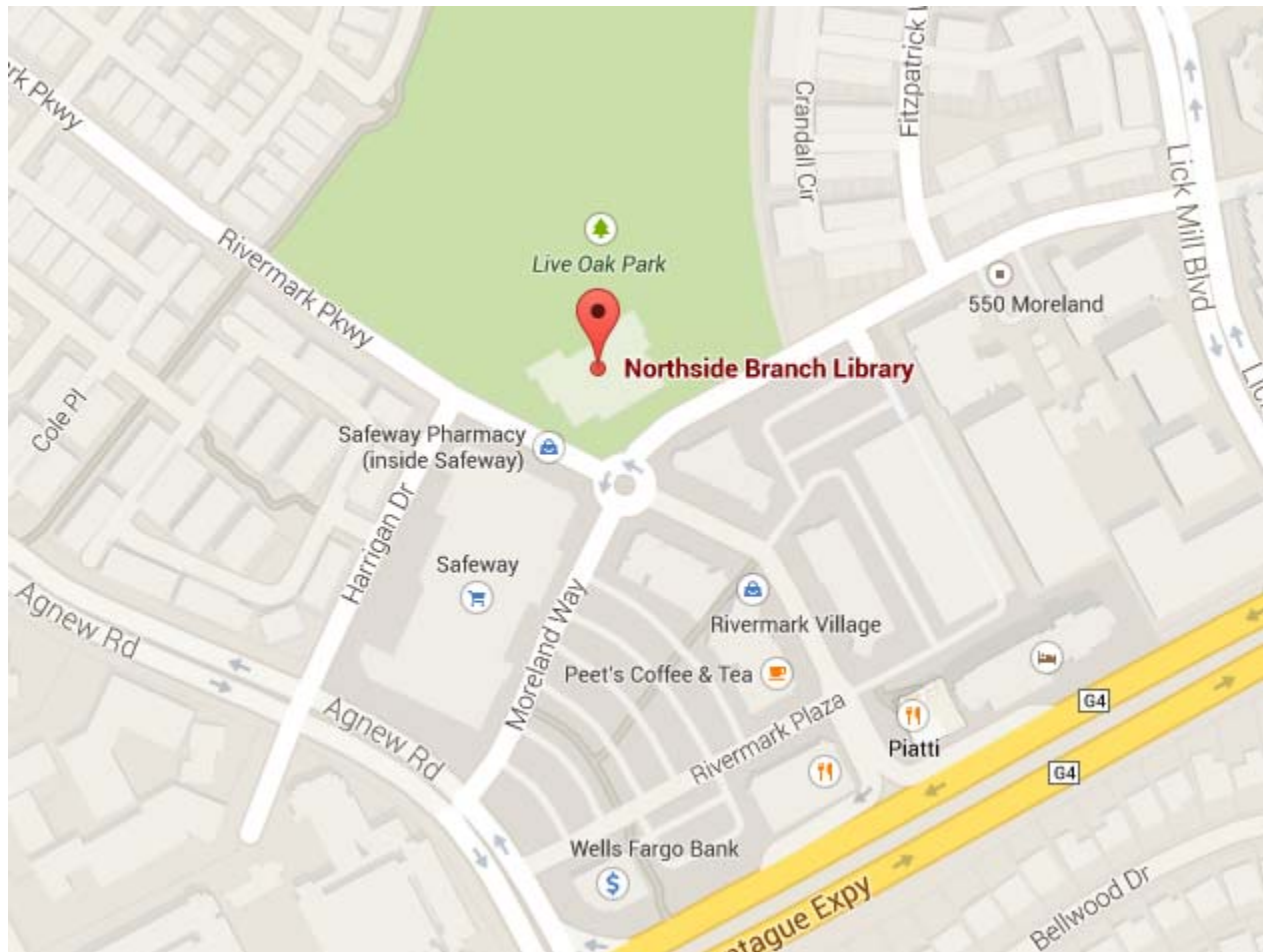 rk Pkwy
Crandall Cir
Fitzpatrick
Lick Mill Blvd
Rivermark Pkwy
Live Oak Park
550 Moreland
Northside Branch Library
Cole Pl
Safeway Pharmacy
(inside Safeway)
Harrigan Dr
Safeway
Agnew Rd
Rivermark Village
Moreland Way
Peet's Coffee & Tea
G4
Agnew Rd
Rivermark Plaza
Piatti
G4
Wells Fargo Bank
$
tague Expy
Bellwood Dr